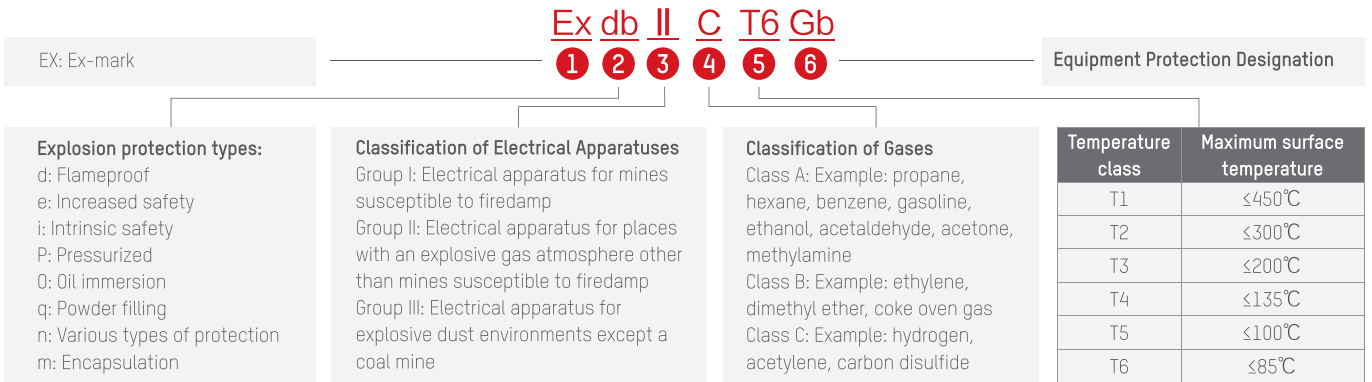 Ex db II C T6 Gb
1 2 3 4 5 6
EX: Ex-mark
Equipment Protection Designation
Explosion protection types:
d: Flameproof
e: Increased safety
i: Intrinsic safety
P: Pressurized
O: Oil immersion
q: Powder filling
n: Various types of protection
m: Encapsulation
Classification of Electrical Apparatuses
Group I: Electrical apparatus for mines
susceptible to firedamp
Group II: Electrical apparatus for places
with an explosive gas atmosphere other
than mines susceptible to firedamp
Group III: Electrical apparatus for
explosive dust environments except a
coal mine
Classification of Gases
Class A: Example: propane,
hexane, benzene, gasoline,
ethanol, acetaldehyde, acetone,
methylamine
Class B: Example: ethylene,
dimethyl ether, coke oven gas
Class C: Example: hydrogen,
acetylene, carbon disulfide
Temperature class Maximum surface temperature
T1 ≤450℃
T2 ≤300℃
T3 ≤200℃
T4 ≤135℃
T5 ≤100℃
T6 ≤85℃